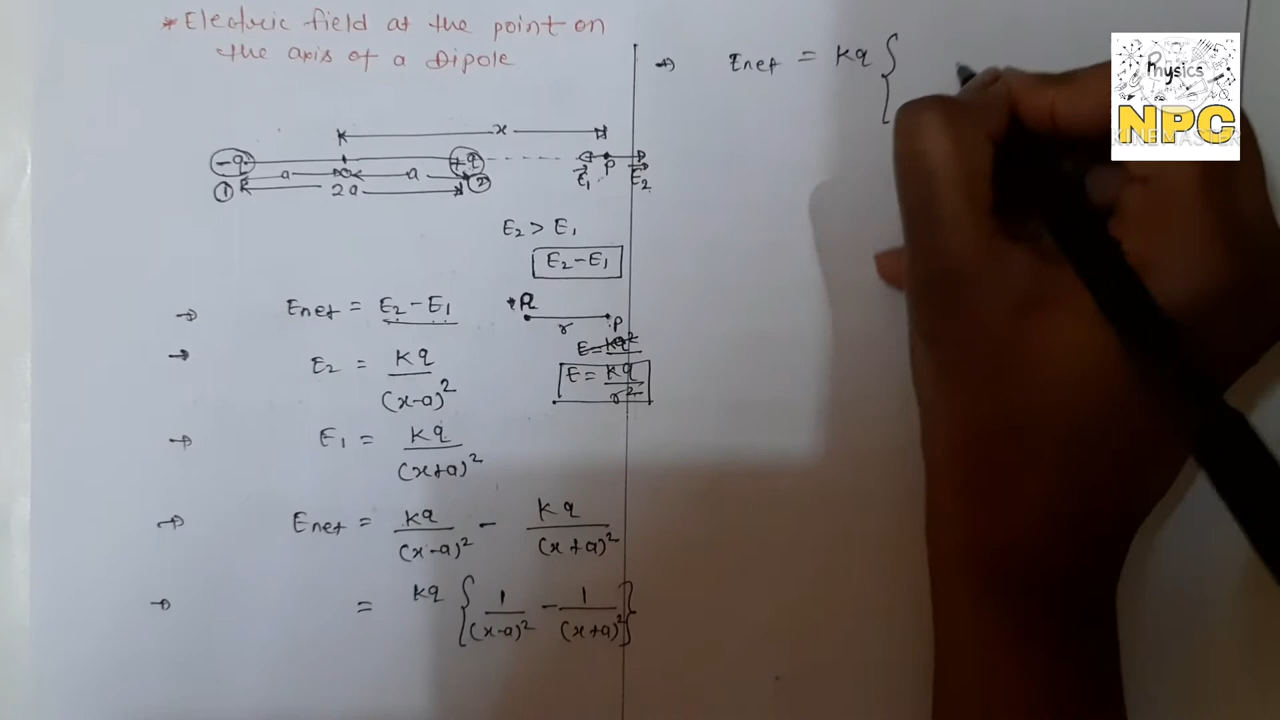 *Electric field at the point on
the axis of a Dipole
x
-q +q
a o a P
① 2a ② E₁ E₂
E₂ > E₁
E₂-E₁
→ Enet = E₂-E₁
r P
→ E₂ = kq/(x-a)²
E = kq²
E = kq/r²
→ E₁ = kq/(x+a)²
→ Enet = kq/(x-a)² - kq/(x+a)²
→ = kq { 1/(x-a)² - 1/(x+a)² }
→ Enet = kq {
Physics
NPC
KINEMASTER